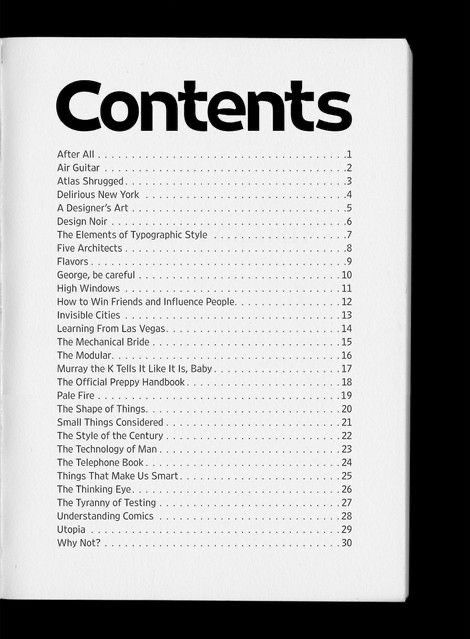 Contents
After All . . . . . . . . . . . . . . . . . . . . . . . . . . . . . . . . . . . . . .1
Air Guitar . . . . . . . . . . . . . . . . . . . . . . . . . . . . . . . . . . . . . .2
Atlas Shrugged . . . . . . . . . . . . . . . . . . . . . . . . . . . . . . . . . .3
Delirious New York . . . . . . . . . . . . . . . . . . . . . . . . . . . . . . .4
A Designer's Art . . . . . . . . . . . . . . . . . . . . . . . . . . . . . . . . .5
Design Noir . . . . . . . . . . . . . . . . . . . . . . . . . . . . . . . . . . . .6
The Elements of Typographic Style . . . . . . . . . . . . . . . . . . . . .7
Five Architects . . . . . . . . . . . . . . . . . . . . . . . . . . . . . . . . . .8
Flavors . . . . . . . . . . . . . . . . . . . . . . . . . . . . . . . . . . . . . . .9
George, be careful . . . . . . . . . . . . . . . . . . . . . . . . . . . . . . . 10
High Windows . . . . . . . . . . . . . . . . . . . . . . . . . . . . . . . . . . 11
How to Win Friends and Influence People. . . . . . . . . . . . . . . . . 12
Invisible Cities . . . . . . . . . . . . . . . . . . . . . . . . . . . . . . . . . . 13
Learning From Las Vegas. . . . . . . . . . . . . . . . . . . . . . . . . . . 14
The Mechanical Bride . . . . . . . . . . . . . . . . . . . . . . . . . . . . . 15
The Modular. . . . . . . . . . . . . . . . . . . . . . . . . . . . . . . . . . . 16
Murray the K Tells It Like It Is, Baby . . . . . . . . . . . . . . . . . . . . 17
The Official Preppy Handbook . . . . . . . . . . . . . . . . . . . . . . . . 18
Pale Fire . . . . . . . . . . . . . . . . . . . . . . . . . . . . . . . . . . . . . 19
The Shape of Things. . . . . . . . . . . . . . . . . . . . . . . . . . . . . . 20
Small Things Considered . . . . . . . . . . . . . . . . . . . . . . . . . . . 21
The Style of the Century . . . . . . . . . . . . . . . . . . . . . . . . . . . 22
The Technology of Man . . . . . . . . . . . . . . . . . . . . . . . . . . . . 23
The Telephone Book . . . . . . . . . . . . . . . . . . . . . . . . . . . . . . 24
Things That Make Us Smart . . . . . . . . . . . . . . . . . . . . . . . . . 25
The Thinking Eye. . . . . . . . . . . . . . . . . . . . . . . . . . . . . . . . 26
The Tyranny of Testing . . . . . . . . . . . . . . . . . . . . . . . . . . . . 27
Understanding Comics . . . . . . . . . . . . . . . . . . . . . . . . . . . . 28
Utopia . . . . . . . . . . . . . . . . . . . . . . . . . . . . . . . . . . . . . . 29
Why Not? . . . . . . . . . . . . . . . . . . . . . . . . . . . . . . . . . . . . 30